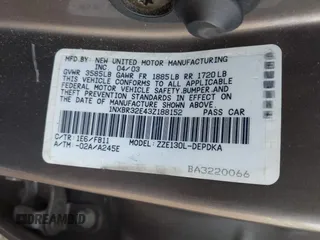 MFD.BY- NEW UNITED MOTOR MANUFACTURING
INC 04/03
GVWR 3585LB GAWR FR 1885LB RR 1720LB
THIS VEHICLE CONFORMS TO ALL APPLICABLE
FEDERAL MOTOR VEHICLE SAFETY,BUMPER,
AND THEFT PREVENTION STANDARDS IN EFFECT
ON THE DATE OF MANUFACTURE SHOWN ABOVE.
1NXBR32E43Z188152 PASS CAR
C/TR: 1E6/FB11
A/TM: -02A/A245E
MODEL: ZZE130L-DEPDKA
BA3220066
AUTOBIDMASTER